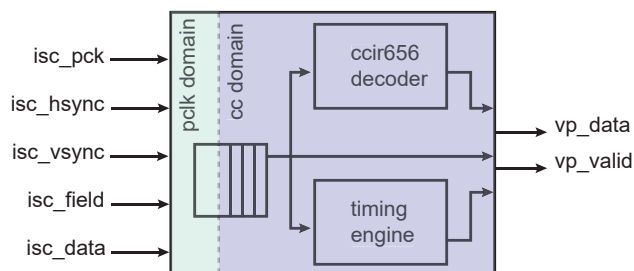 isc_pck
isc_hsync
isc_vsync
isc_field
isc_data
pclk domain
cc domain
ccir656
decoder
timing
engine
vp_data
vp_valid